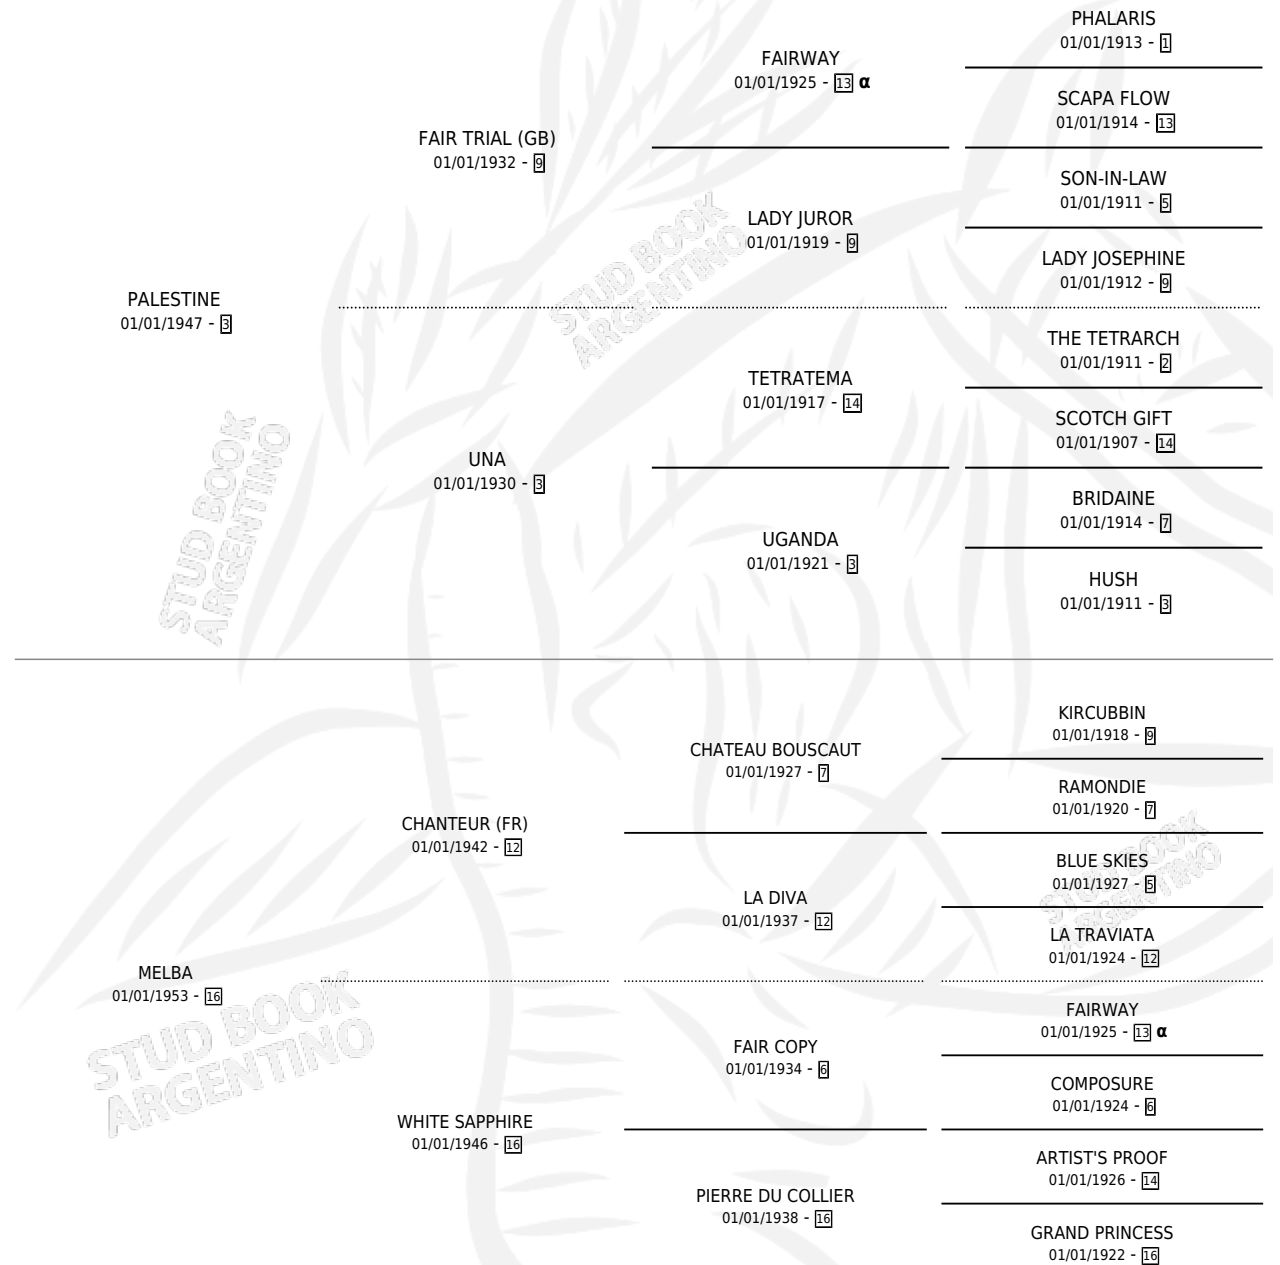 PHALARIS
01/01/1913 - 1
FAIRWAY
01/01/1925 - 13 α
SCAPA FLOW
01/01/1914 - 13
FAIR TRIAL (GB)
01/01/1932 - 9
SON-IN-LAW
01/01/1911 - 5
LADY JUROR
01/01/1919 - 9
LADY JOSEPHINE
01/01/1912 - 9
PALESTINE
01/01/1947 - 3
THE TETRARCH
01/01/1911 - 2
TETRATEMA
01/01/1917 - 14
SCOTCH GIFT
01/01/1907 - 14
UNA
01/01/1930 - 3
BRIDAINE
01/01/1914 - 7
UGANDA
01/01/1921 - 3
HUSH
01/01/1911 - 3
KIRCUBBIN
01/01/1918 - 9
CHATEAU BOUSCAUT
01/01/1927 - 7
RAMONDIE
01/01/1920 - 7
CHANTEUR (FR)
01/01/1942 - 12
BLUE SKIES
01/01/1927 - 5
LA DIVA
01/01/1937 - 12
LA TRAVIATA
01/01/1924 - 12
MELBA
01/01/1953 - 16
FAIRWAY
01/01/1925 - 13 α
FAIR COPY
01/01/1934 - 6
COMPOSURE
01/01/1924 - 6
WHITE SAPPHIRE
01/01/1946 - 16
ARTIST'S PROOF
01/01/1926 - 14
PIERRE DU COLLIER
01/01/1938 - 16
GRAND PRINCESS
01/01/1922 - 16
STUD BOOK
ARGENTINO
STUD BOOK
ARGENTINO
STUD BOOK
ARGENTINO
STUD BOOK
ARGENTINO